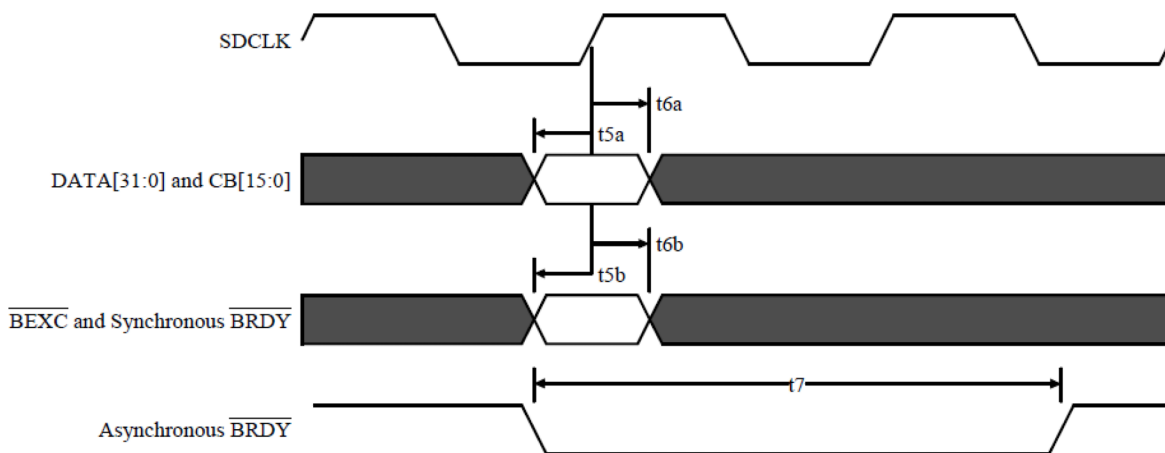 SDCLK
t6a
t5a
DATA[31:0] and CB[15:0]
t6b
t5b
BEXC and Synchronous BRDY
t7
Asynchronous BRDY